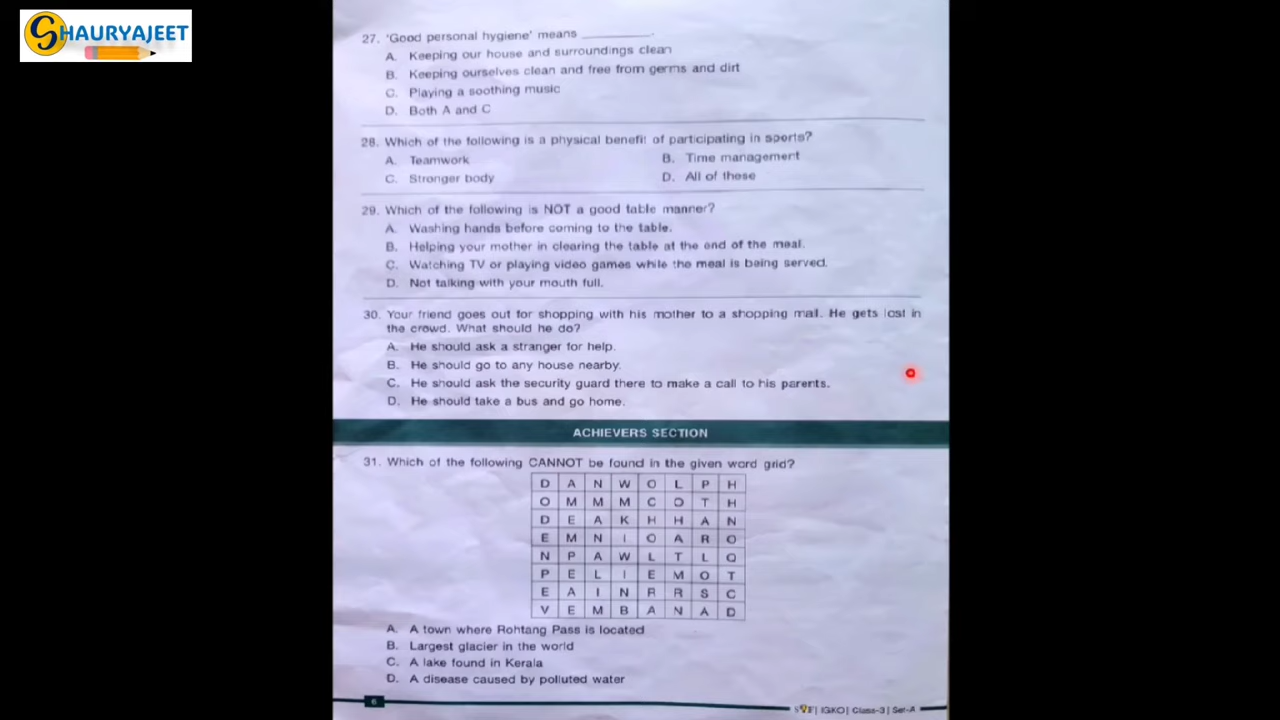 SHAURYAJEET
27. 'Good personal hygiene' means ________.
A. Keeping our house and surroundings clean
B. Keeping ourselves clean and free from germs and dirt
C. Playing a soothing music
D. Both A and C
28. Which of the following is a physical benefit of participating in sports?
A. Teamwork B. Time management
C. Stronger body D. All of these
29. Which of the following is NOT a good table manner?
A. Washing hands before coming to the table.
B. Helping your mother in clearing the table at the end of the meal.
C. Watching TV or playing video games while the meal is being served.
D. Not talking with your mouth full.
30. Your friend goes out for shopping with his mother to a shopping mall. He gets lost in
the crowd. What should he do?
A. He should ask a stranger for help.
B. He should go to any house nearby.
C. He should ask the security guard there to make a call to his parents.
D. He should take a bus and go home.
ACHIEVERS SECTION
31. Which of the following CANNOT be found in the given word grid?
D A N W O L P H
O M M M C D T H
D E A K H H A N
E M N I O A R O
N P A W L T L Q
P E L I E M O T
E A I N R R S C
V E M B A N A D
A. A town where Rohtang Pass is located
B. Largest glacier in the world
C. A lake found in Kerala
D. A disease caused by polluted water
6
SOF | IGKO | Class-3 | Set-A